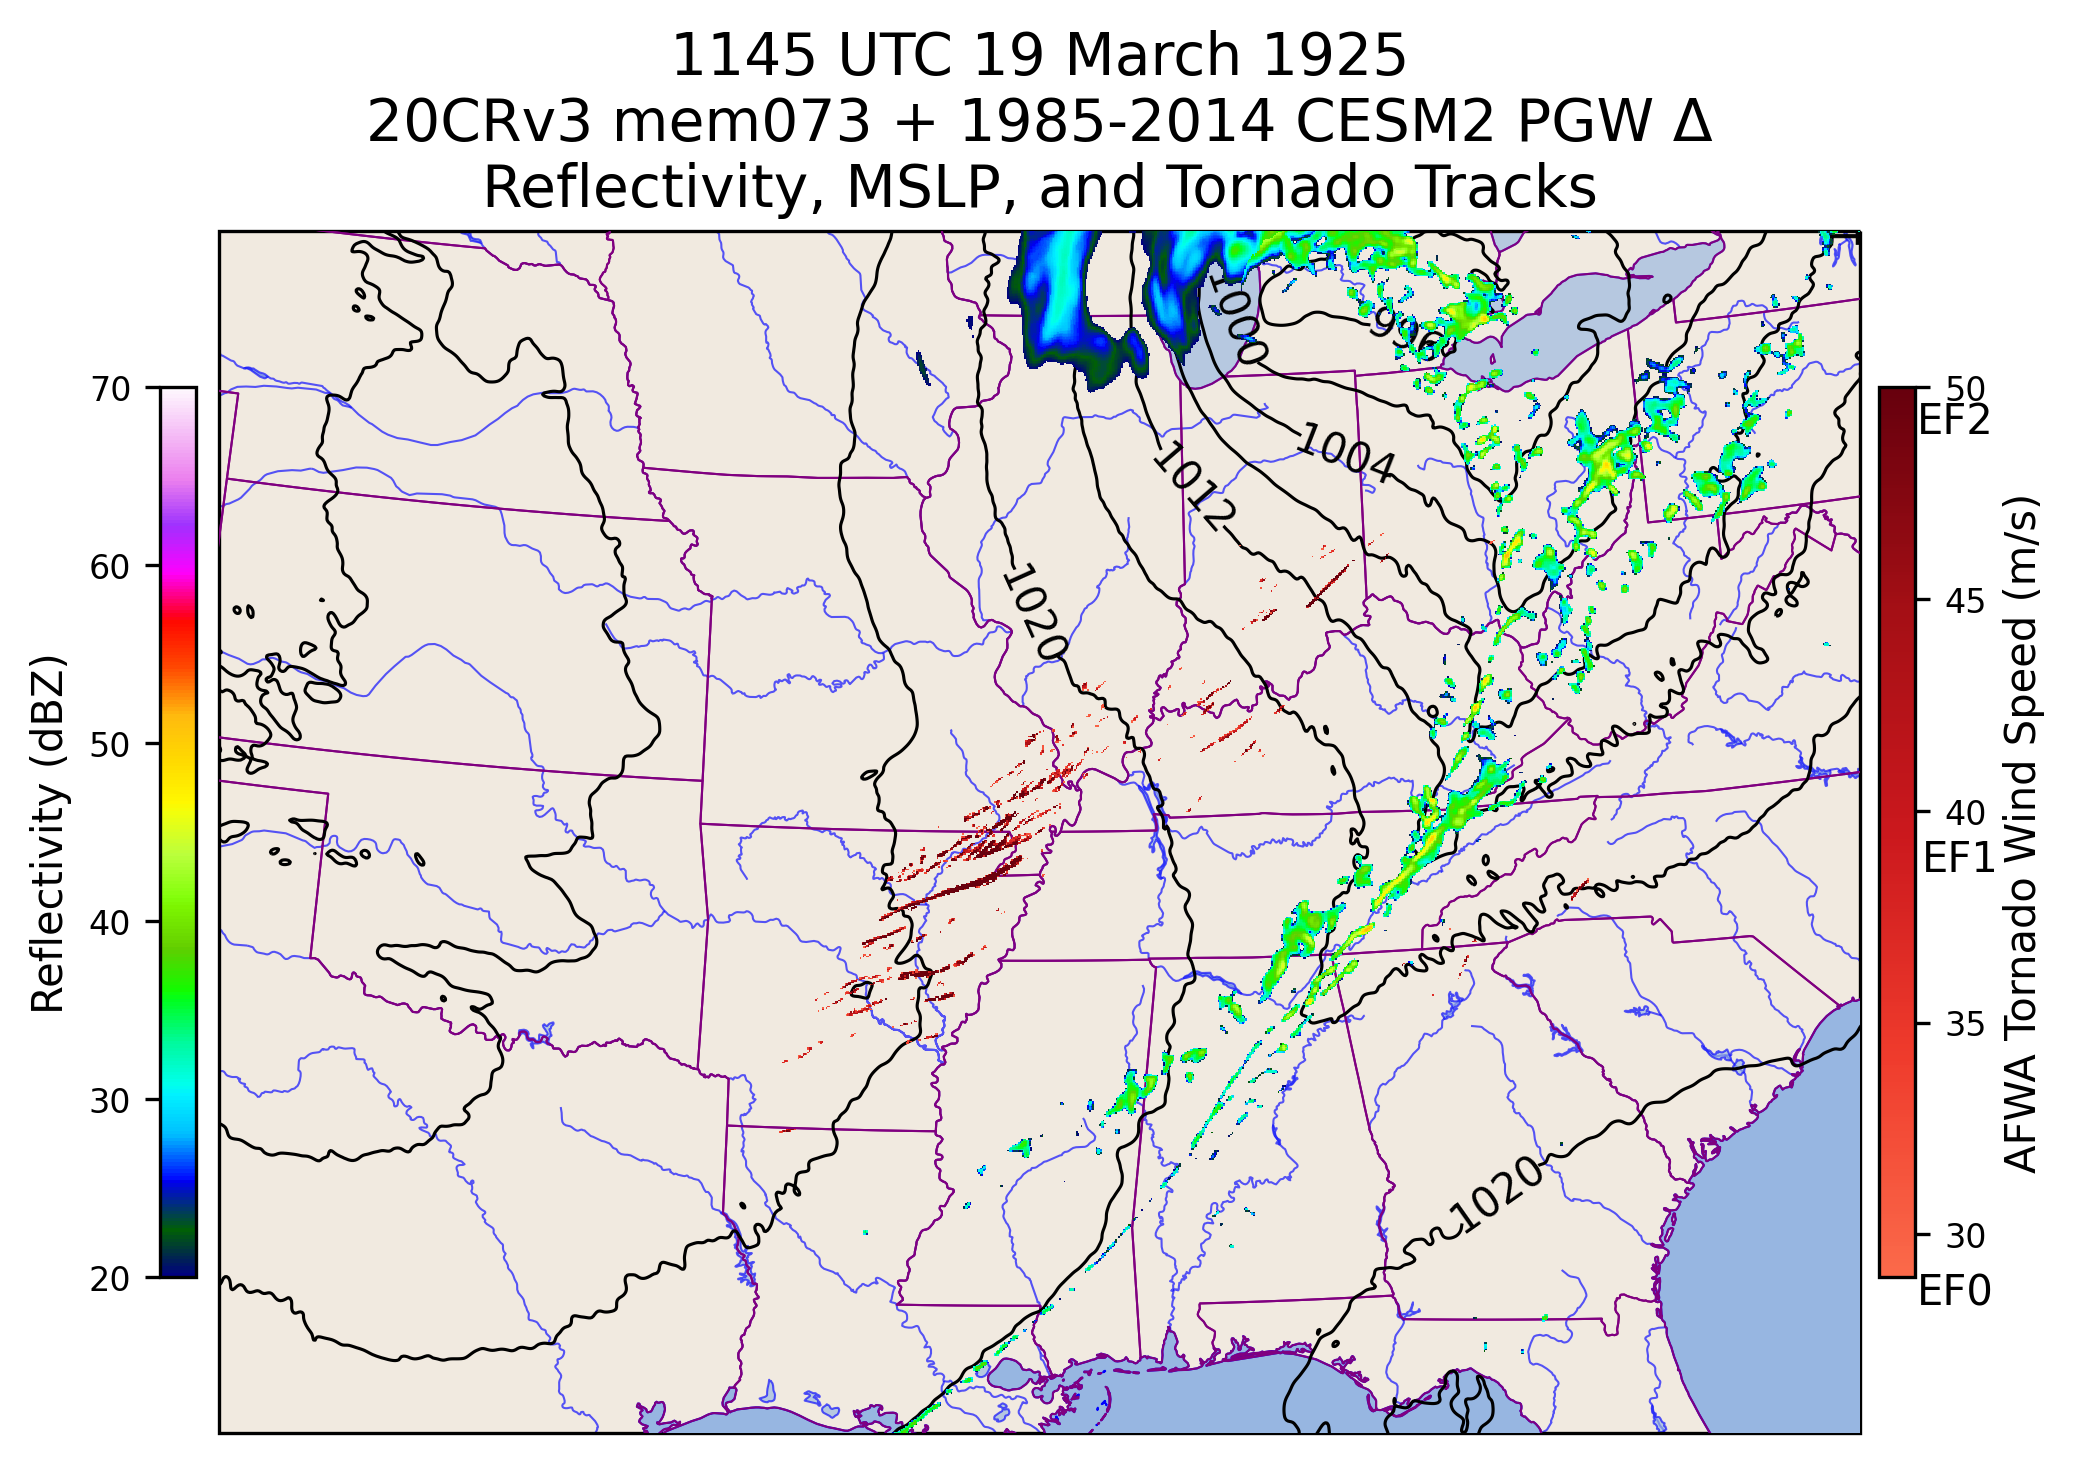 1145 UTC 19 March 1925
20CRv3 mem073 + 1985-2014 CESM2 PGW Δ
Reflectivity, MSLP, and Tornado Tracks
Reflectivity (dBZ)
70
60
50
40
30
20
1000
996
1004
1012
1020
1020
50
EF2
45
40
EF1
35
30
EF0
AFWA Tornado Wind Speed (m/s)